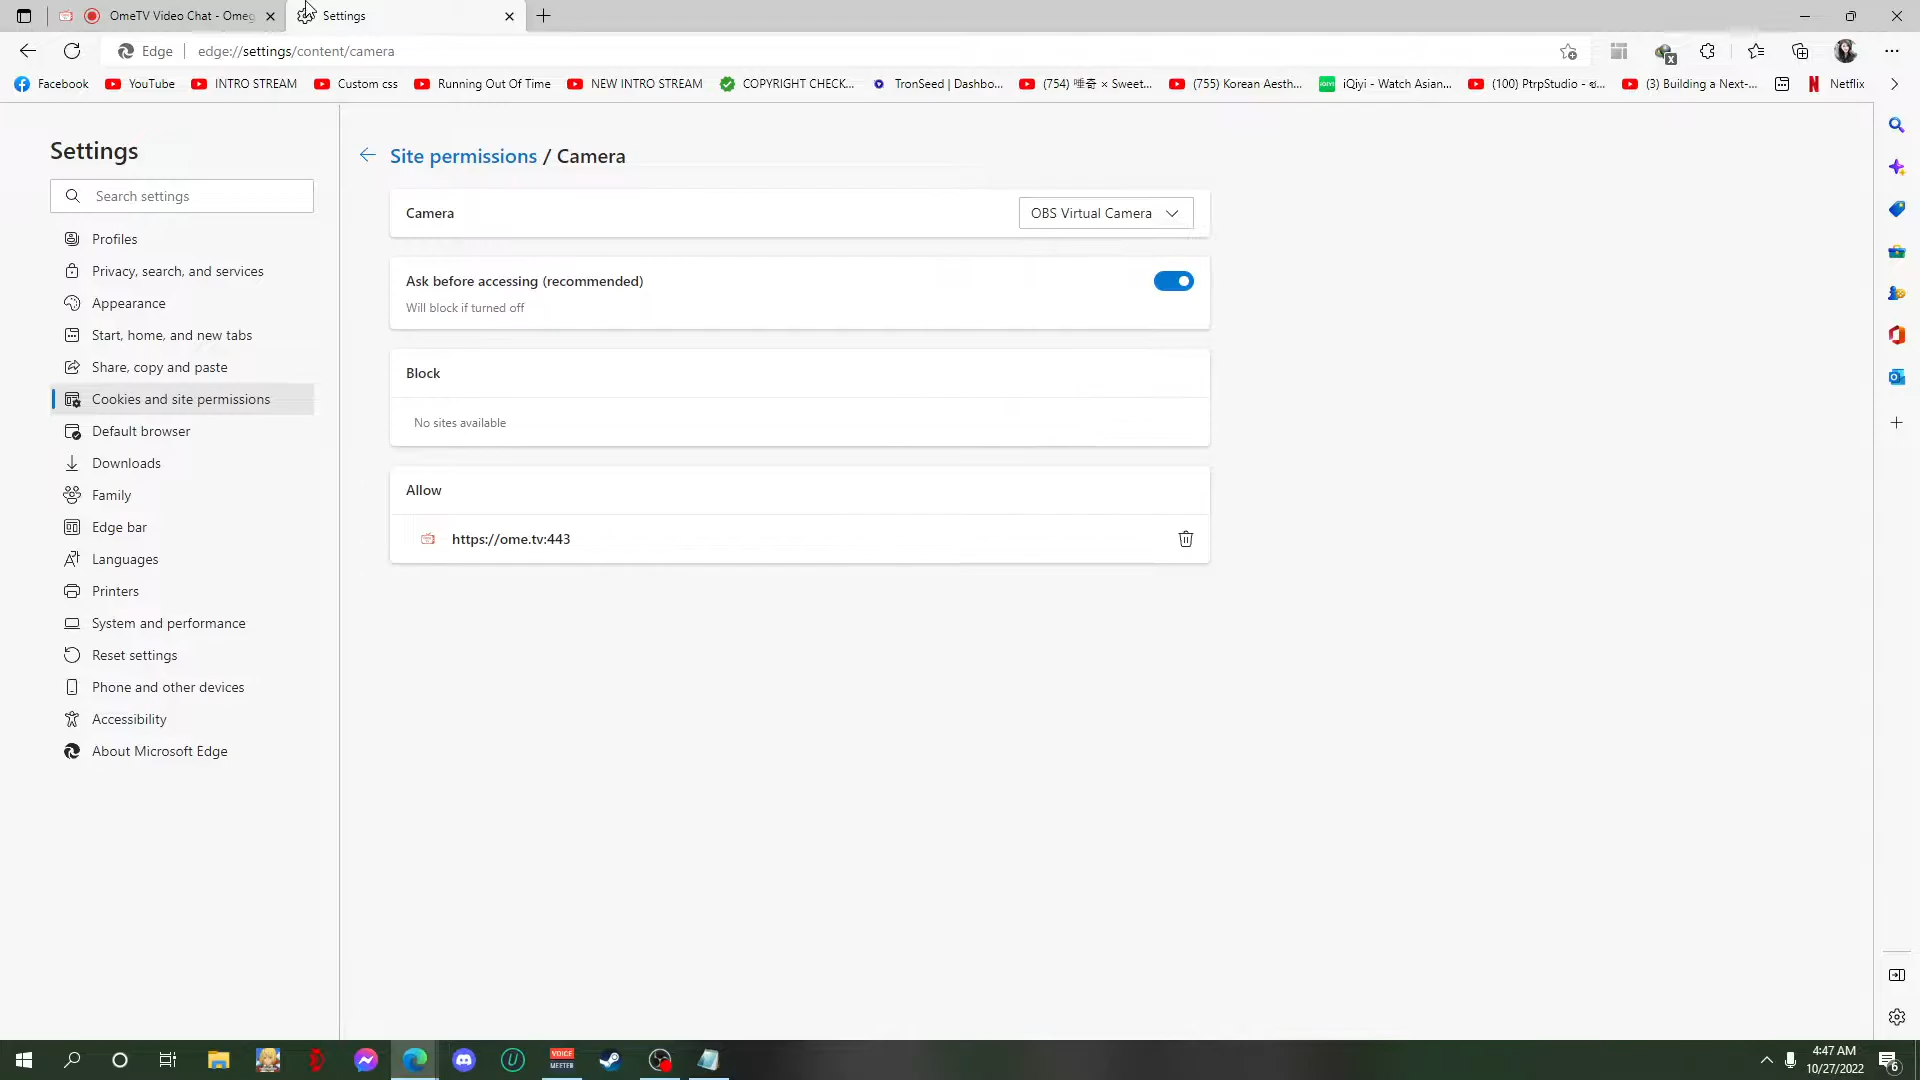 OmeTV Video Chat - Omeg
Settings
Edge
edge://settings/content/camera
Facebook
YouTube
INTRO STREAM
Custom css
Running Out Of Time
NEW INTRO STREAM
COPYRIGHT CHECK...
TronSeed | Dashbo...
(754) 唾奇 × Sweet...
(755) Korean Aesth...
iQiyi - Watch Asian...
(100) PtrpStudio -
(3) Building a Next-...
Netflix
Settings
Search settings
Profiles
Privacy, search, and services
Appearance
Start, home, and new tabs
Share, copy and paste
Cookies and site permissions
Default browser
Downloads
Family
Edge bar
Languages
Printers
System and performance
Reset settings
Phone and other devices
Accessibility
About Microsoft Edge
Site permissions / Camera
Camera
OBS Virtual Camera
Ask before accessing (recommended)
Will block if turned off
Block
No sites available
Allow
https://ome.tv:443
VOICE
MEETER
4:47 AM
10/27/2022
6